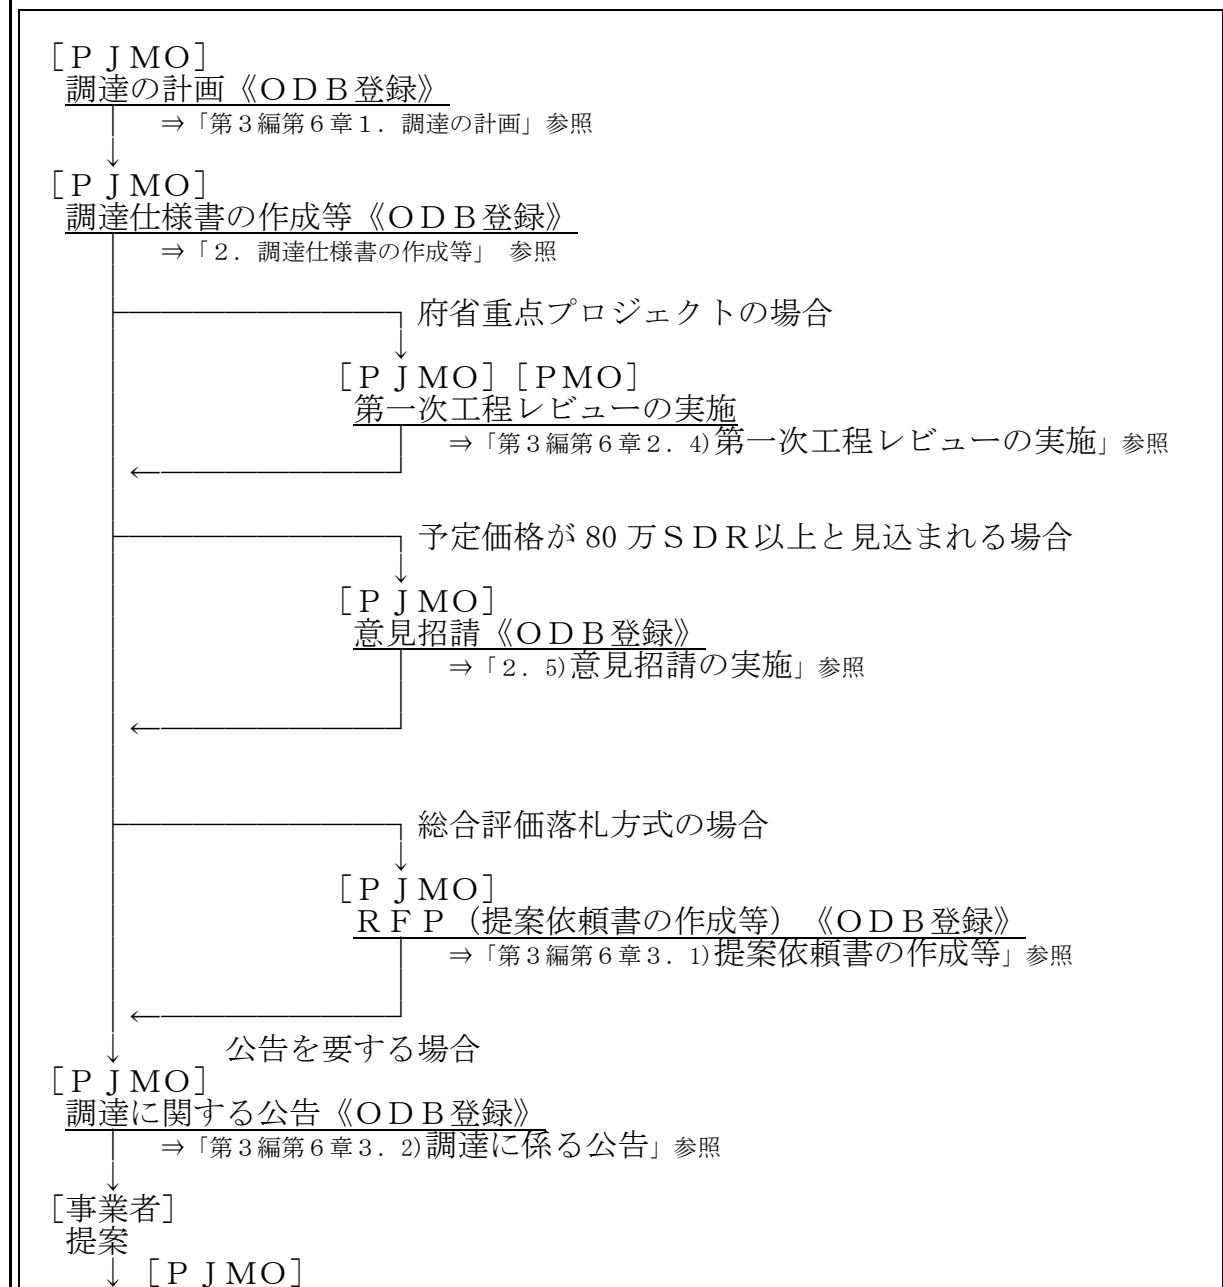 ［ＰＪＭＯ］
調達の計画《ＯＤＢ登録》
⇒「第３編第６章１．調達の計画」参照
↓
［ＰＪＭＯ］
調達仕様書の作成等《ＯＤＢ登録》
⇒「２．調達仕様書の作成等」 参照
府省重点プロジェクトの場合
↓
［ＰＪＭＯ］［ＰＭＯ］
第一次工程レビューの実施
⇒「第３編第６章２．4)第一次工程レビューの実施」参照
←
予定価格が 80 万ＳＤＲ以上と見込まれる場合
↓
［ＰＪＭＯ］
意見招請《ＯＤＢ登録》
⇒「２．5)意見招請の実施」参照
←
総合評価落札方式の場合
↓
［ＰＪＭＯ］
ＲＦＰ（提案依頼書の作成等）《ＯＤＢ登録》
⇒「第３編第６章３．1)提案依頼書の作成等」参照
←
↓ 公告を要する場合
［ＰＪＭＯ］
調達に関する公告《ＯＤＢ登録》
⇒「第３編第６章３．2)調達に係る公告」参照
↓
［事業者］
提案
↓ ［ＰＪＭＯ］